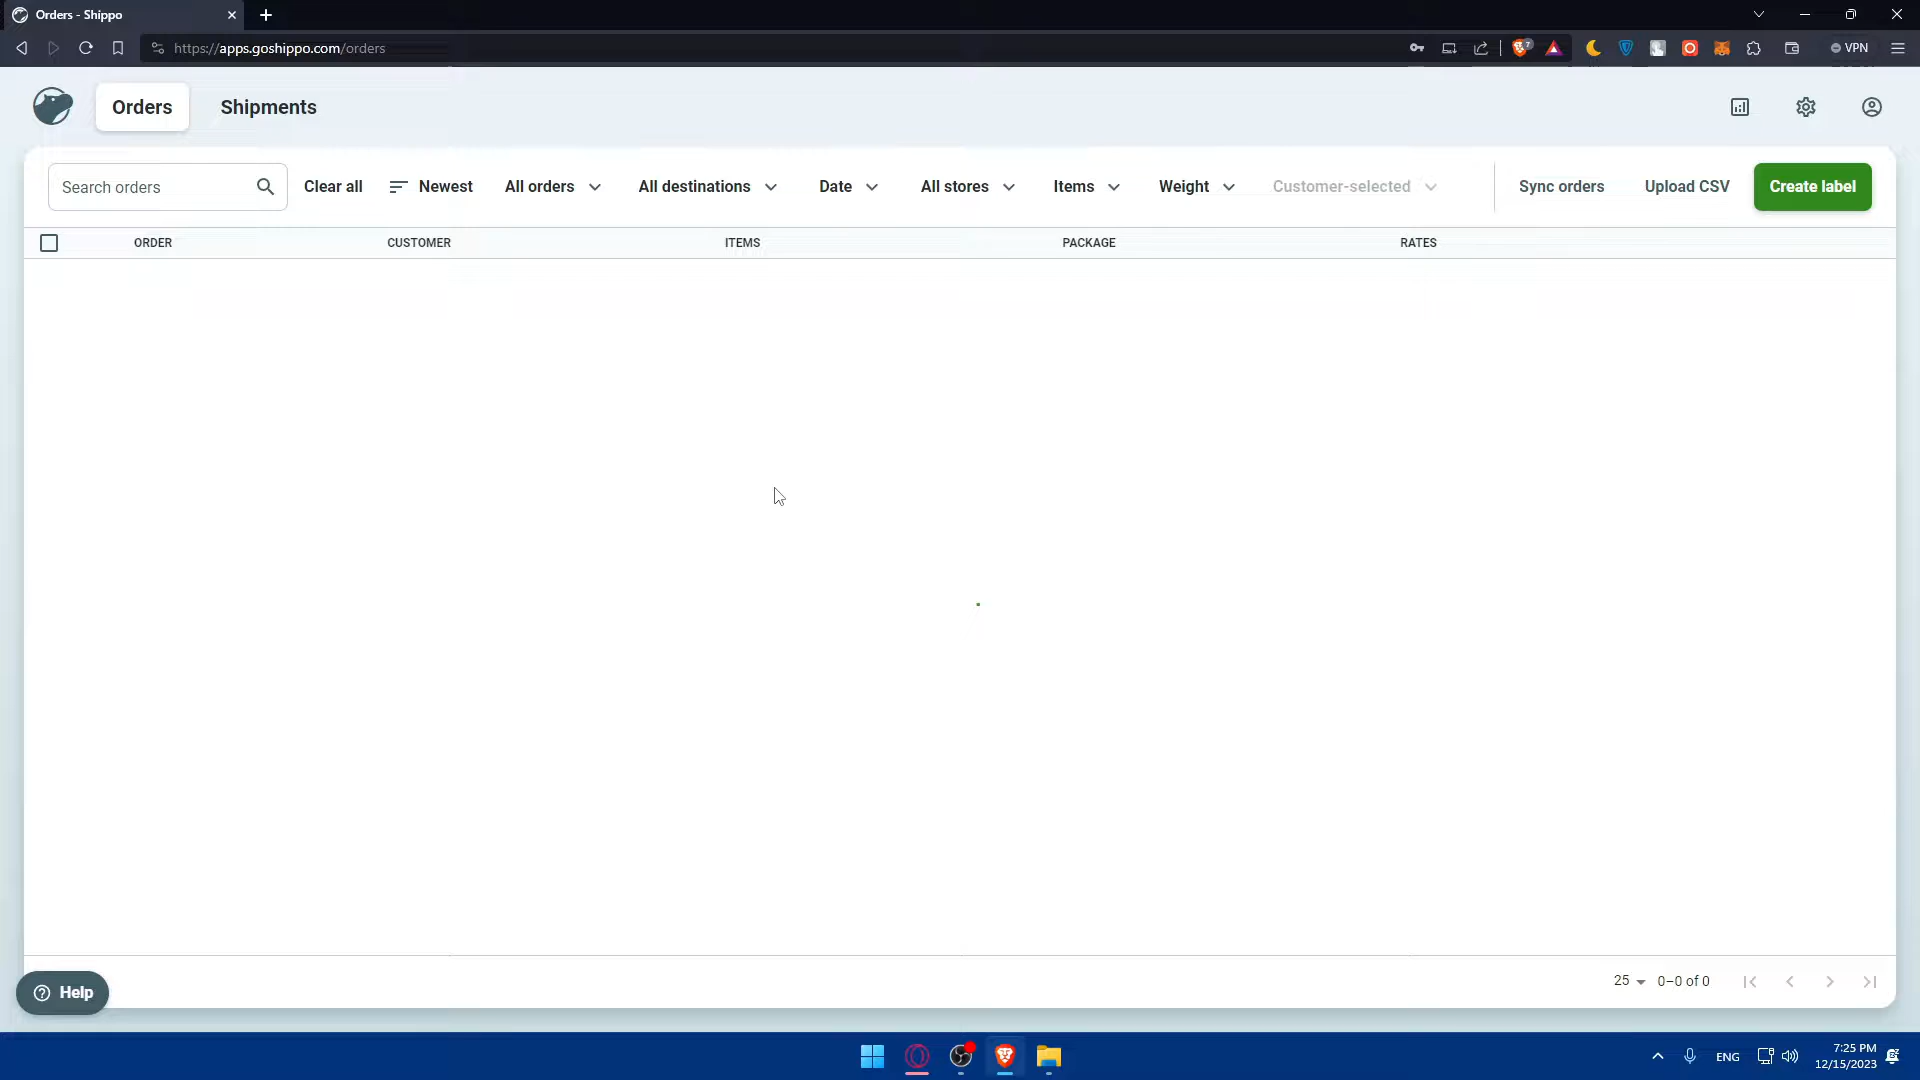 Orders - Shippo
https://apps.goshippo.com/orders
7
VPN
Orders
Shipments
Search orders
Clear all
Newest
All orders
All destinations
Date
All stores
Items
Weight
Customer-selected
Sync orders
Upload CSV
Create label
ORDER
CUSTOMER
ITEMS
PACKAGE
RATES
25
0–0 of 0
Help
ENG
7:25 PM
12/15/2023